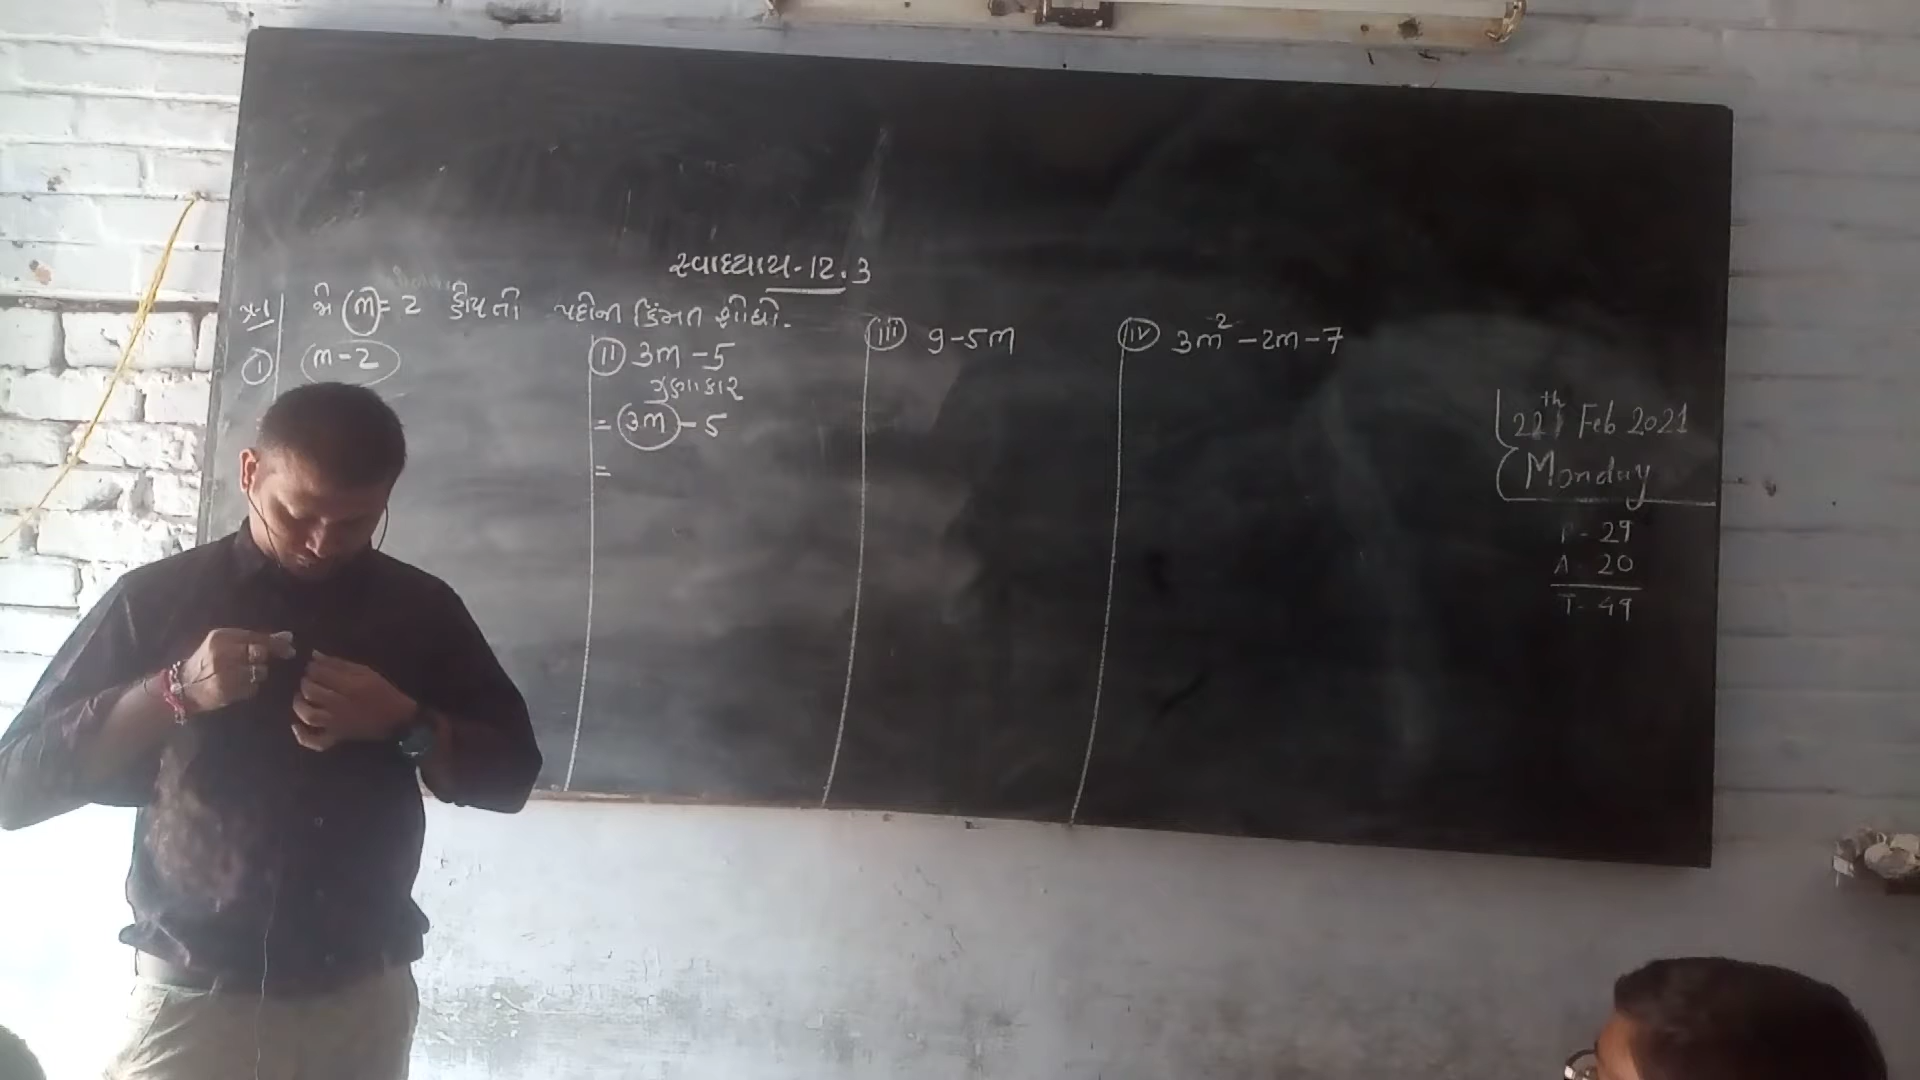 સ્વાધ્યાય-12.3
પ્ર-1 જો m = 2 હોય તો પદોની કિંમત શોધો.
(i) m-2
(ii) 3m-5
ગુણાકાર
= 3m-5
=
(iii) 9-5m
(iv) 3m²-2m-7
22th Feb 2021
Monday
P - 29
A - 20
T - 49